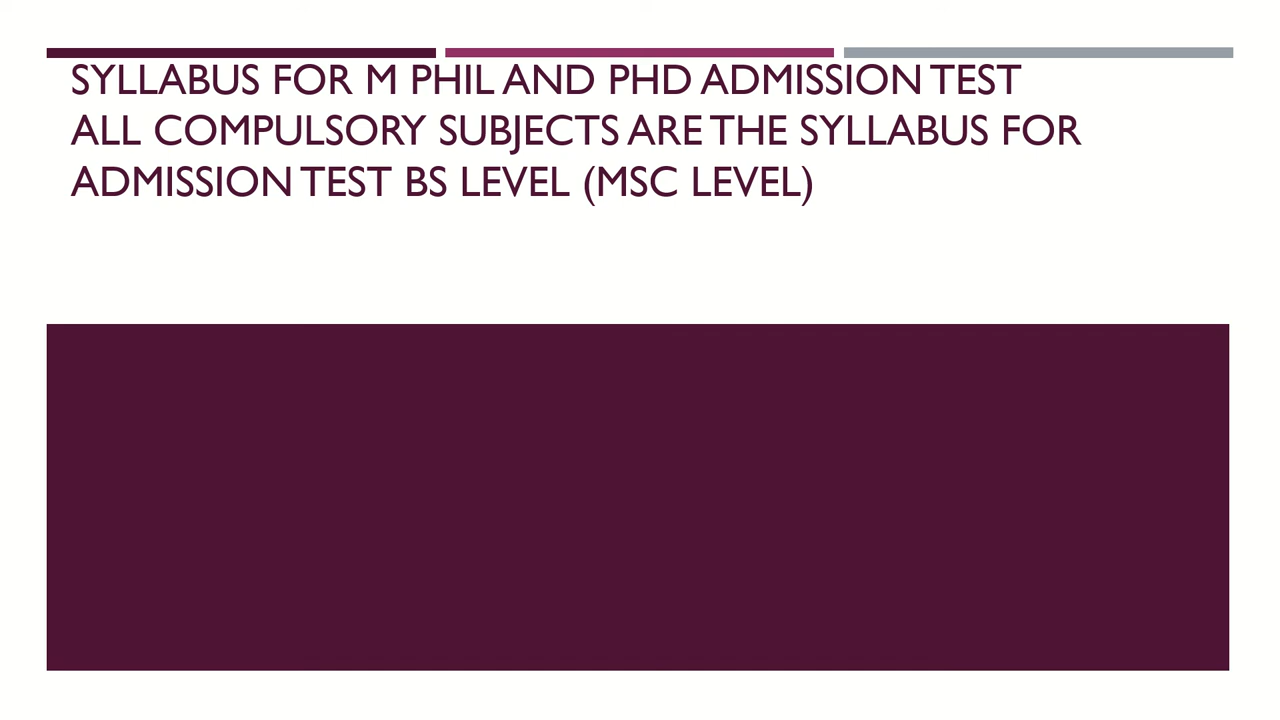 SYLLABUS FOR M PHIL AND PHD ADMISSION TEST
ALL COMPULSORY SUBJECTS ARE THE SYLLABUS FOR
ADMISSION TEST BS LEVEL (MSC LEVEL)